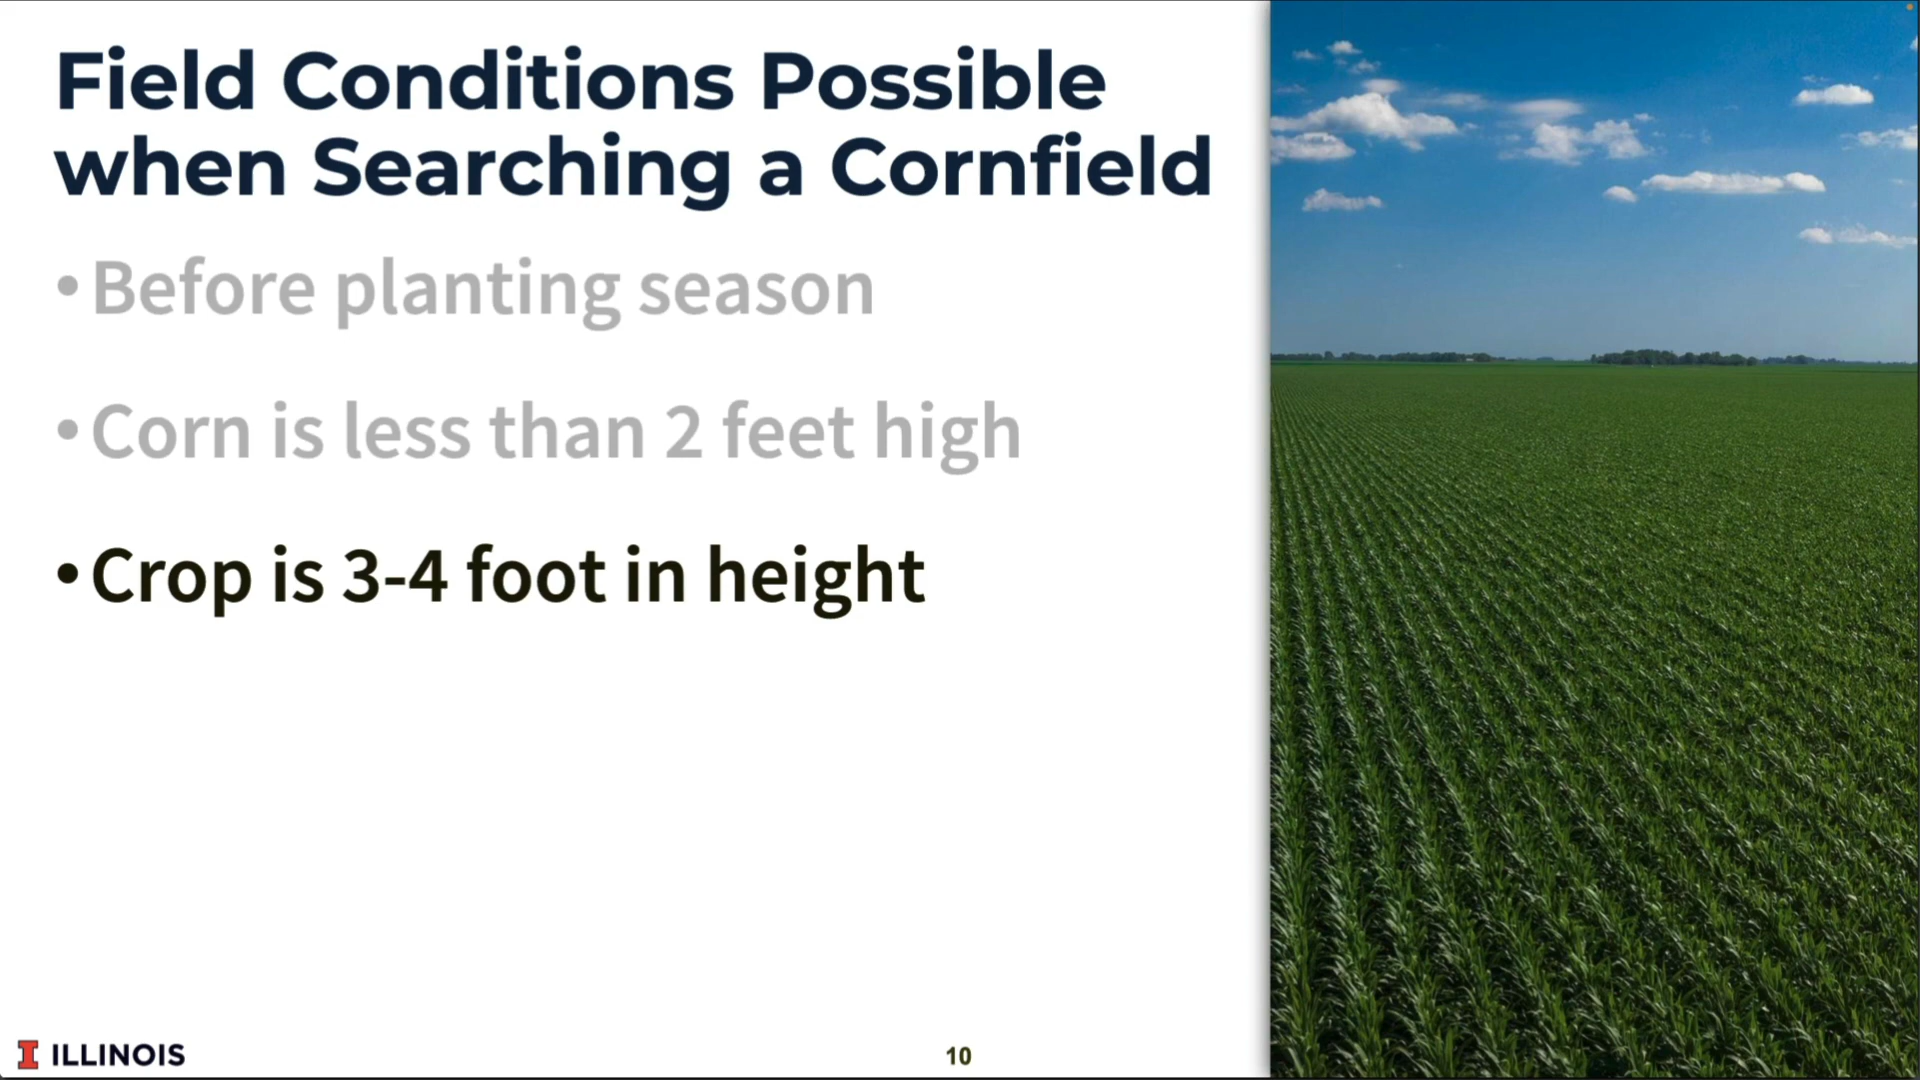 Field Conditions Possible
when Searching a Cornfield
• Before planting season
• Corn is less than 2 feet high
• Crop is 3-4 foot in height
I ILLINOIS
10